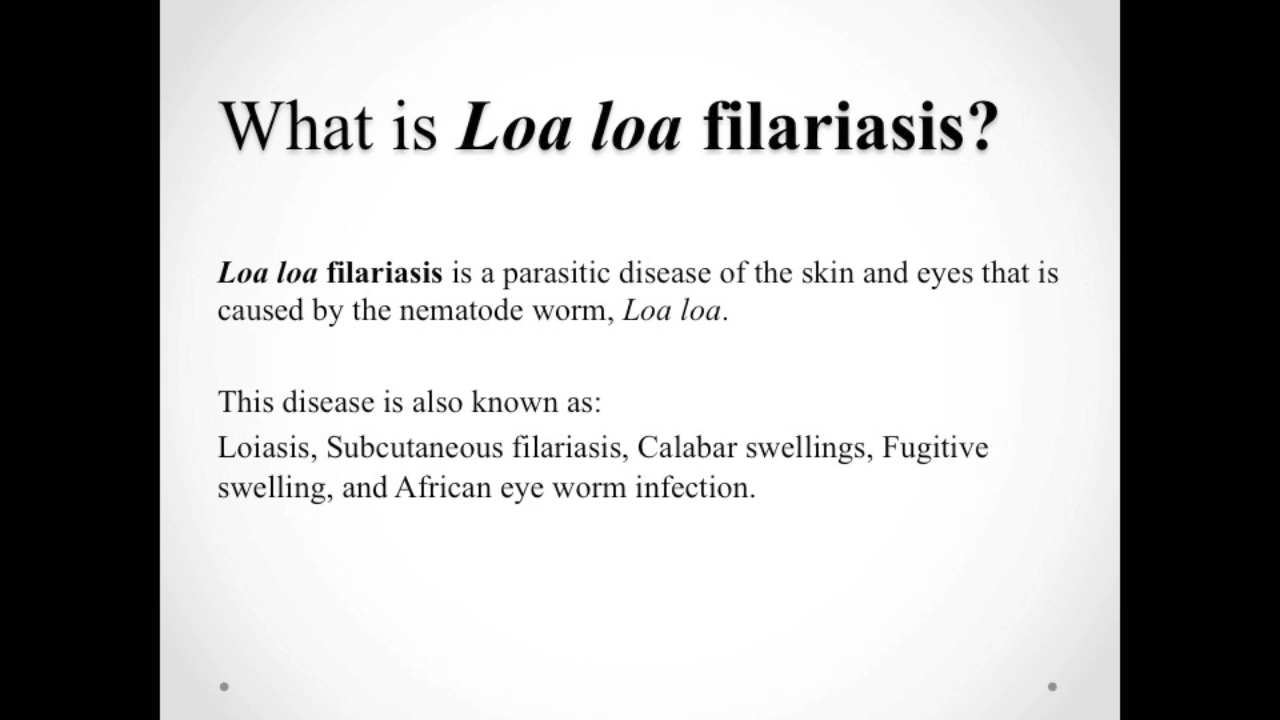 What is Loa loa filariasis?
Loa loa filariasis is a parasitic disease of the skin and eyes that is
caused by the nematode worm, Loa loa.
This disease is also known as:
Loiasis, Subcutaneous filariasis, Calabar swellings, Fugitive
swelling, and African eye worm infection.